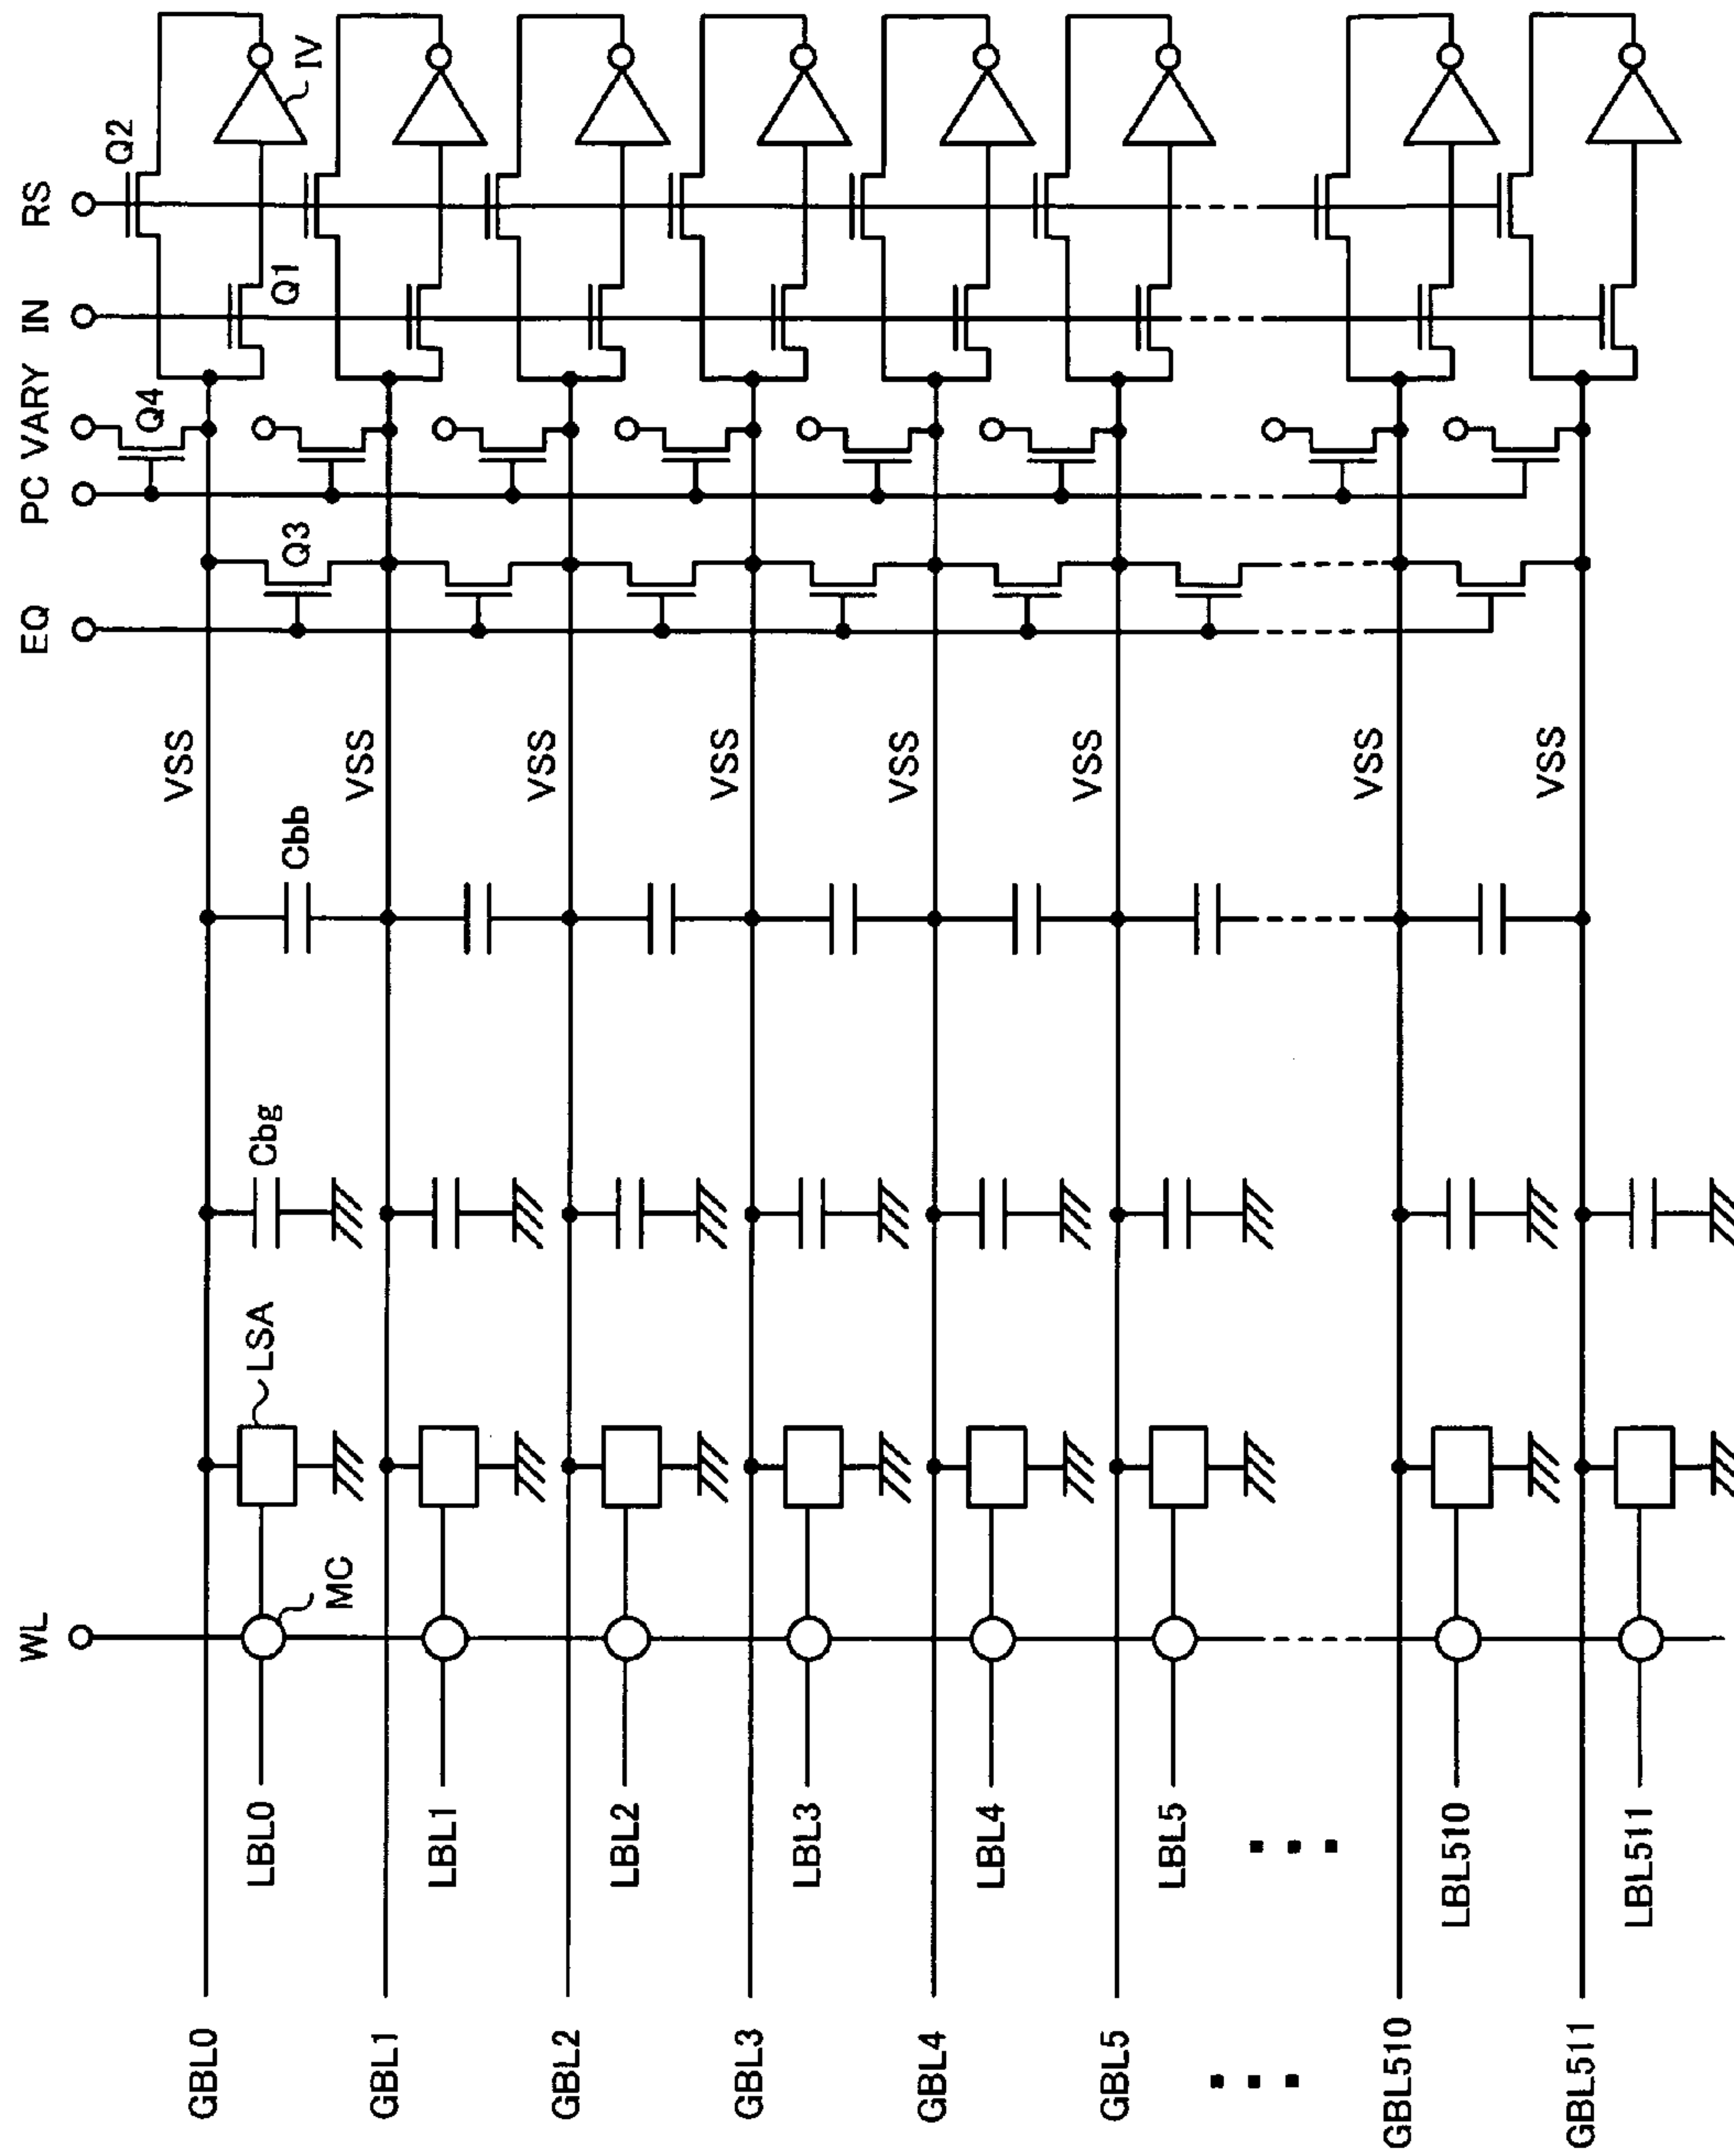 WL
EQ
PC
VARY
IN
RS
Q2
IV
Q1
Q4
Q3
VSS
VSS
VSS
VSS
VSS
VSS
VSS
VSS
Cbb
Cbg
LSA
MC
LBL0
LBL1
LBL2
LBL3
LBL4
LBL5
LBL510
LBL511
GBL0
GBL1
GBL2
GBL3
GBL4
GBL5
GBL510
GBL511